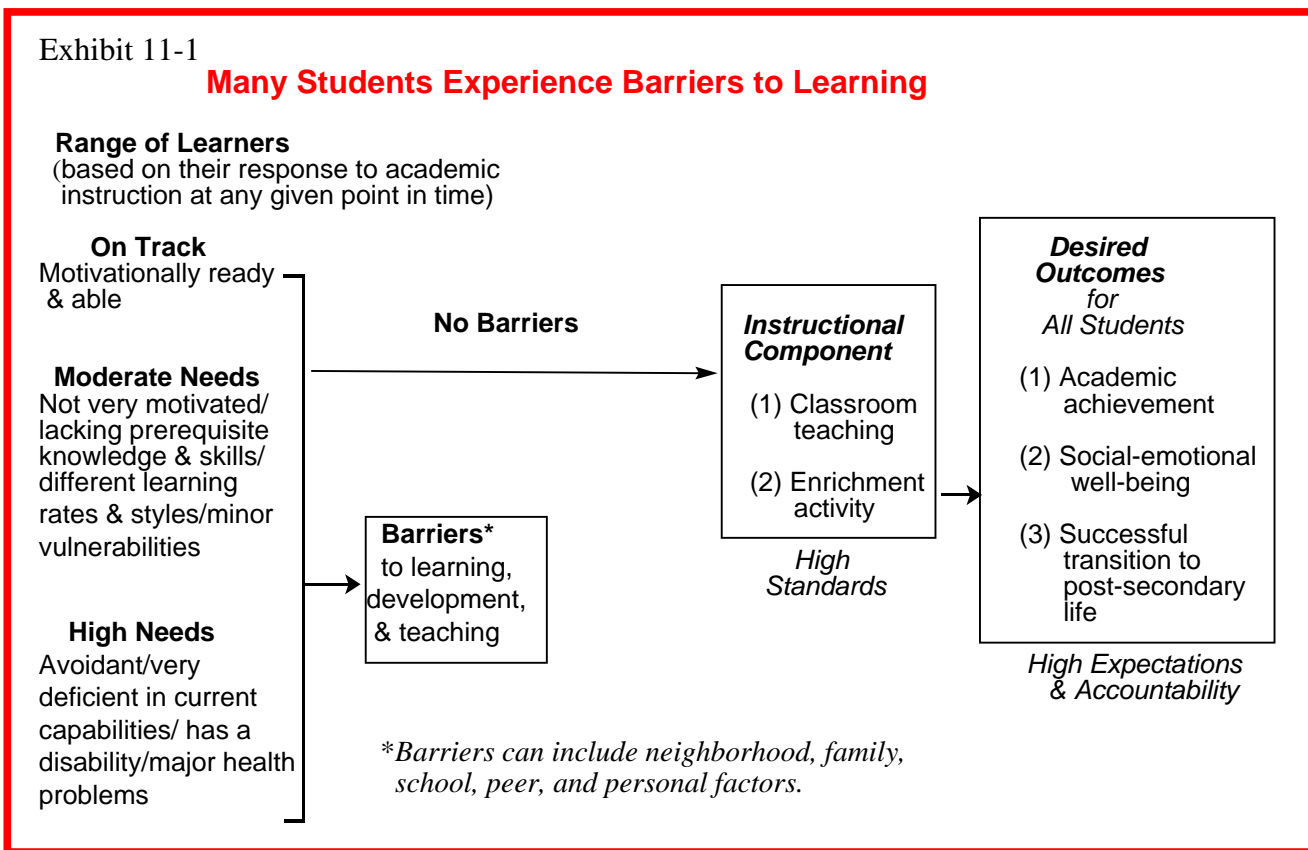 Exhibit 11-1
Many Students Experience Barriers to Learning
Range of Learners
(based on their response to academic
instruction at any given point in time)
On Track
Motivationally ready
& able
Moderate Needs
Not very motivated/
lacking prerequisite
knowledge & skills/
different learning
rates & styles/minor
vulnerabilities
High Needs
Avoidant/very
deficient in current
capabilities/ has a
disability/major health
problems
No Barriers
Barriers*
to learning,
development,
& teaching
Instructional
Component
(1) Classroom
teaching
(2) Enrichment
activity
High
Standards
Desired
Outcomes
for
All Students
(1) Academic
achievement
(2) Social-emotional
well-being
(3) Successful
transition to
post-secondary
life
High Expectations
& Accountability
*Barriers can include neighborhood, family,
school, peer, and personal factors.